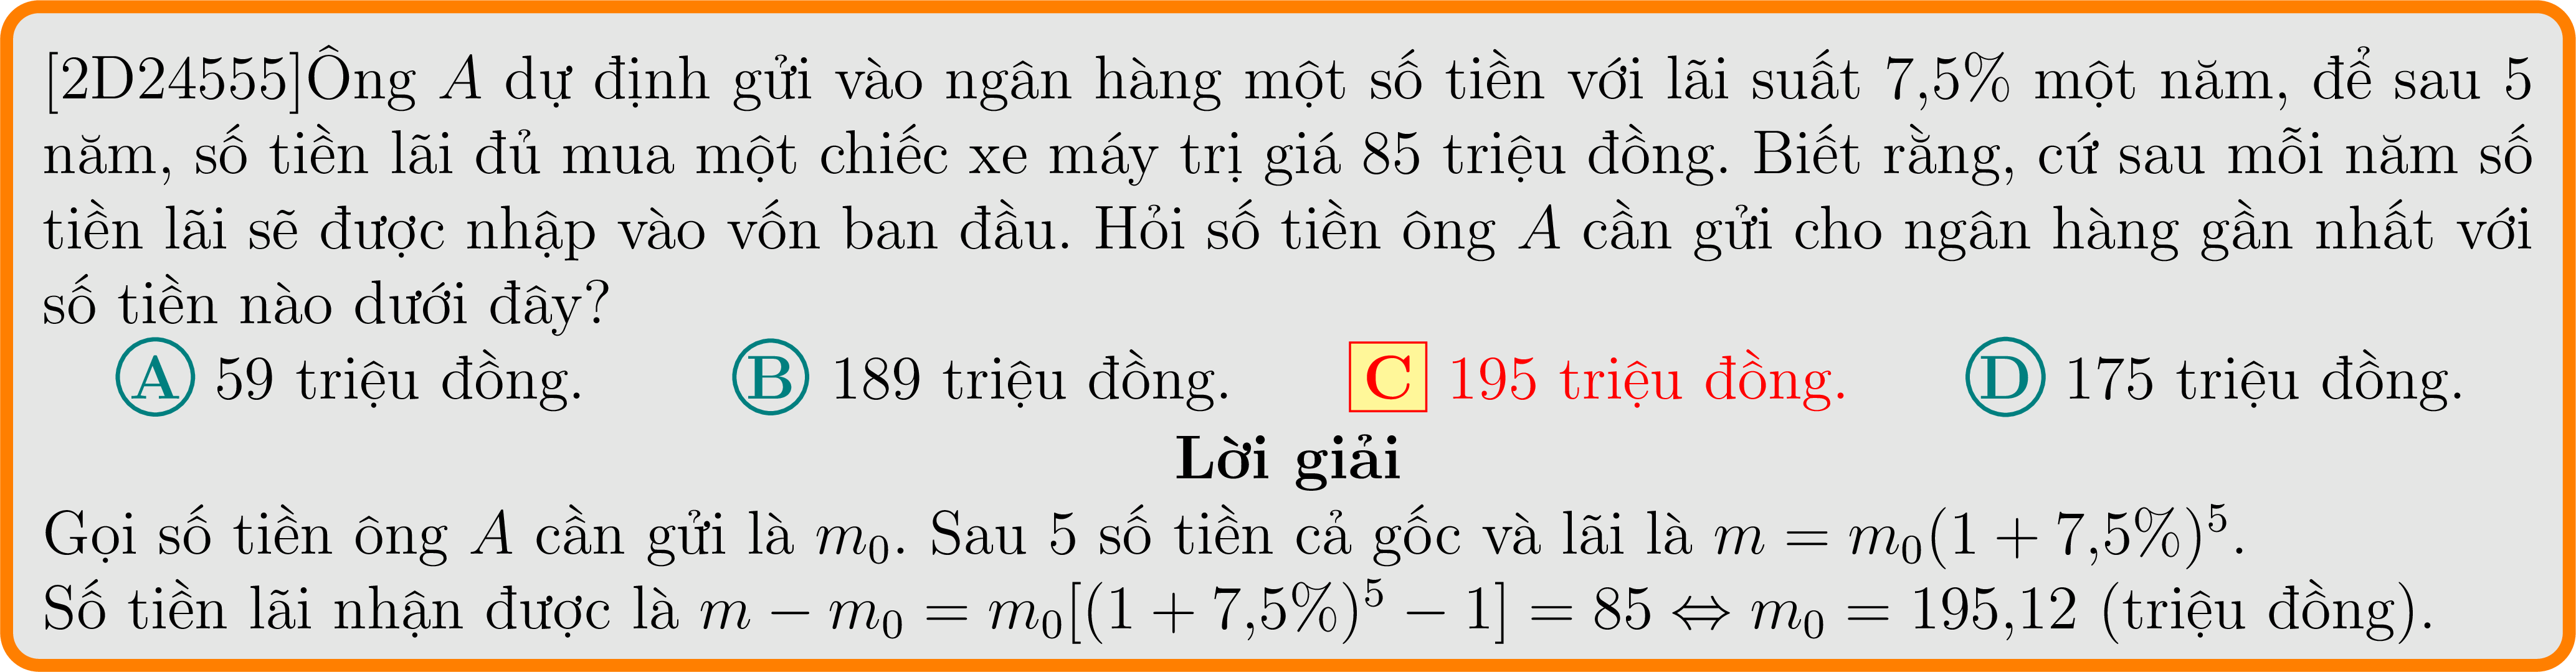 [2D24555]Ông A dự định gửi vào ngân hàng một số tiền với lãi suất 7,5% một năm, để sau 5
năm, số tiền lãi đủ mua một chiếc xe máy trị giá 85 triệu đồng. Biết rằng, cứ sau mỗi năm số
tiền lãi sẽ được nhập vào vốn ban đầu. Hỏi số tiền ông A cần gửi cho ngân hàng gần nhất với
số tiền nào dưới đây?
A 59 triệu đồng. B 189 triệu đồng. C 195 triệu đồng. D 175 triệu đồng.
Lời giải
Gọi số tiền ông A cần gửi là m₀. Sau 5 số tiền cả gốc và lãi là m = m₀(1 + 7,5%)⁵.
Số tiền lãi nhận được là m − m₀ = m₀[(1 + 7,5%)⁵ − 1] = 85 ⇔ m₀ = 195,12 (triệu đồng).